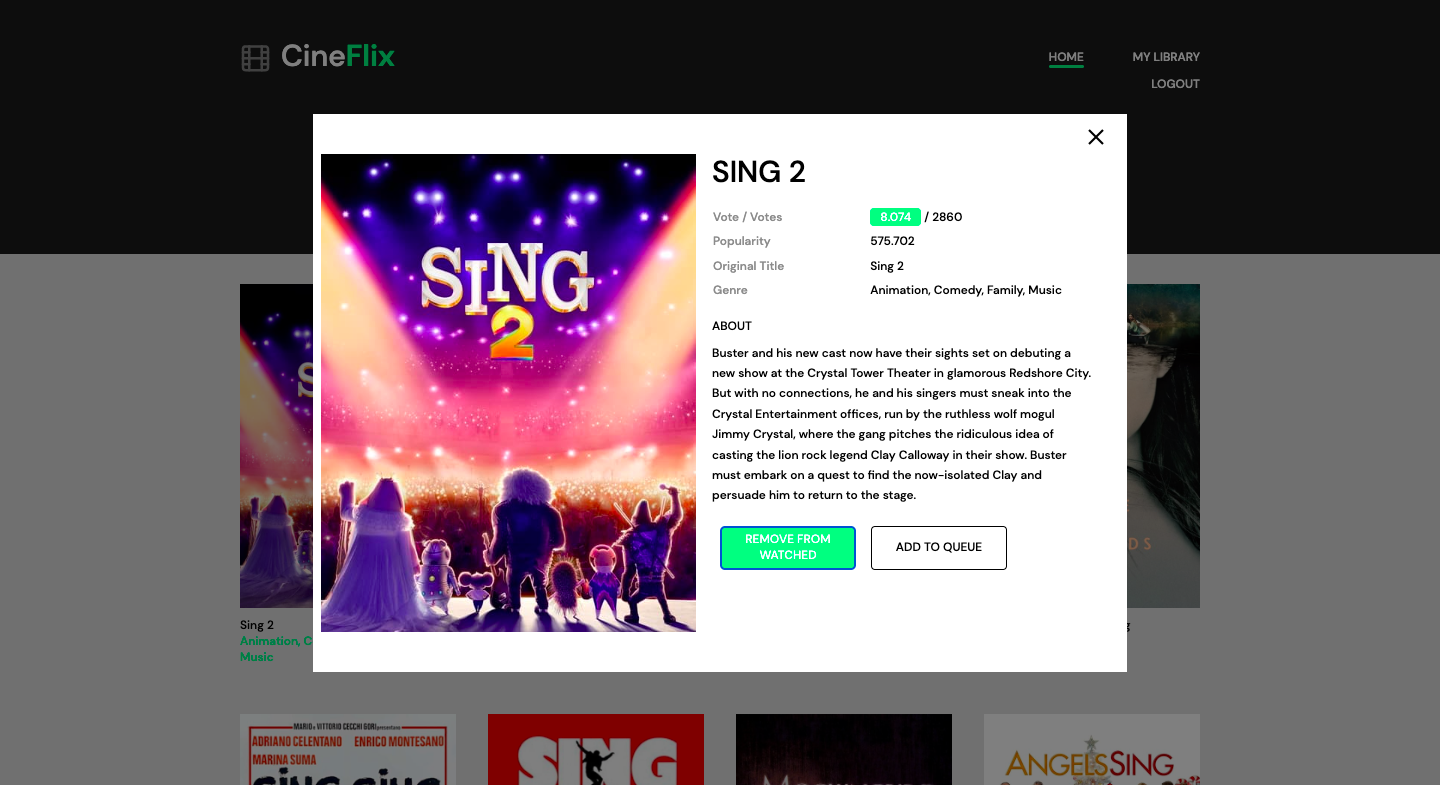 CineFlix
HOME
MY LIBRARY
LOGOUT
SING
2
SING 2
Vote / Votes
8.074 / 2860
Popularity
575.702
Original Title
Sing 2
Genre
Animation, Comedy, Family, Music
ABOUT
Buster and his new cast now have their sights set on debuting a
new show at the Crystal Tower Theater in glamorous Redshore City.
But with no connections, he and his singers must sneak into the
Crystal Entertainment offices, run by the ruthless wolf mogul
Jimmy Crystal, where the gang pitches the ridiculous idea of
casting the lion rock legend Clay Calloway in their show. Buster
must embark on a quest to find the now-isolated Clay and
persuade him to return to the stage.
REMOVE FROM
WATCHED
ADD TO QUEUE
Sing 2
Animation, C
Music
MARIO e VITTORIO CECCHI GORI presentano
ADRIANO CELENTANO ENRICO MONTESANO
MARINA SUMA
SING
ANGELS SING